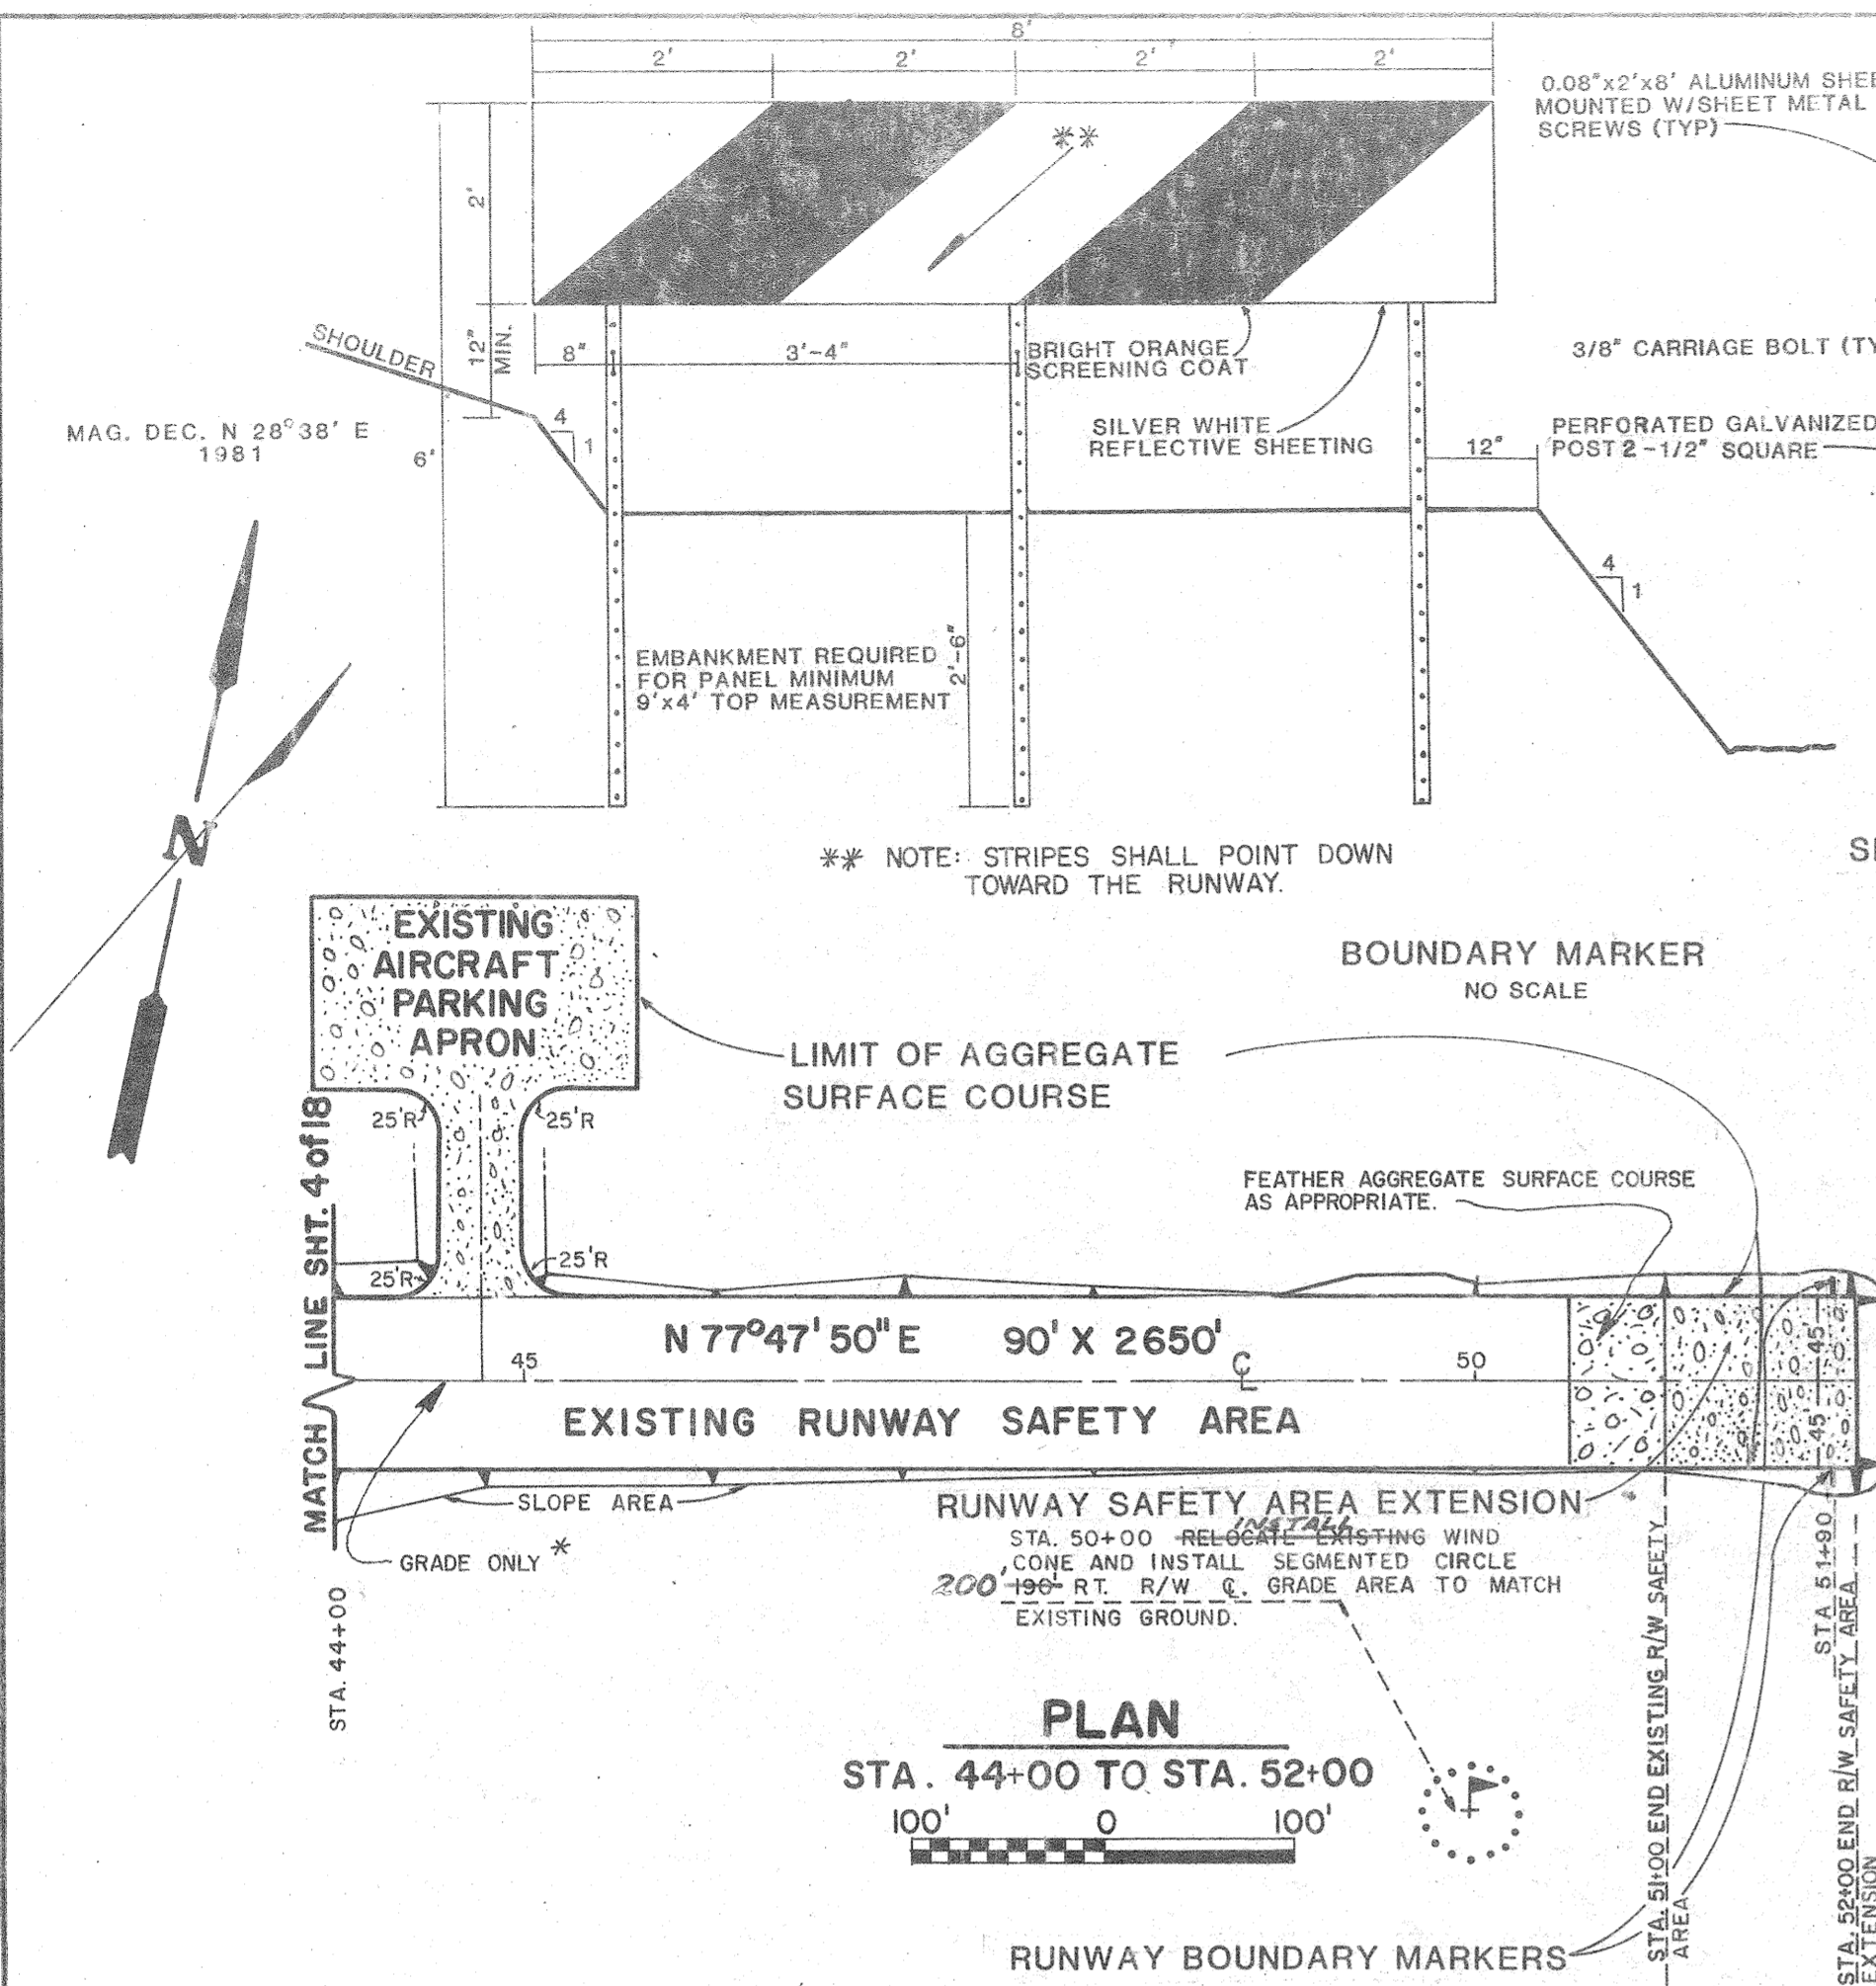 8'
2' 2' 2' 2'
0.08"x2'x8' ALUMINUM SHEE
MOUNTED W/SHEET METAL
SCREWS (TYP)
**
2'
12"
MIN.
6'
SHOULDER
4
1
8"
3'-4"
BRIGHT ORANGE
SCREENING COAT
SILVER WHITE
REFLECTIVE SHEETING
3/8" CARRIAGE BOLT (TY
PERFORATED GALVANIZED
POST 2-1/2" SQUARE
12"
4
1
MAG. DEC. N 28°38' E
1981
N
EMBANKMENT REQUIRED
FOR PANEL MINIMUM
9'x4' TOP MEASUREMENT
2'-6"
** NOTE: STRIPES SHALL POINT DOWN
TOWARD THE RUNWAY.
BOUNDARY MARKER
NO SCALE
EXISTING
AIRCRAFT
PARKING
APRON
LIMIT OF AGGREGATE
SURFACE COURSE
25'R
25'R
25'R
25'R
MATCH LINE SHT. 4 of 18
FEATHER AGGREGATE SURFACE COURSE
AS APPROPRIATE.
N 77°47'50" E 90' X 2650'
45
℄
50
45
45
EXISTING RUNWAY SAFETY AREA
SLOPE AREA
GRADE ONLY *
STA. 44+00
RUNWAY SAFETY AREA EXTENSION
INSTALL
STA. 50+00 RELOCATE EXISTING WIND
CONE AND INSTALL SEGMENTED CIRCLE
200' 190' RT. R/W ℄. GRADE AREA TO MATCH
EXISTING GROUND.
PLAN
STA. 44+00 TO STA. 52+00
100' 0 100'
STA. 51+00 END EXISTING R/W SAFETY
AREA
STA 51+90
STA. 52+00 END R/W SAFETY AREA
EXTENSION
RUNWAY BOUNDARY MARKERS